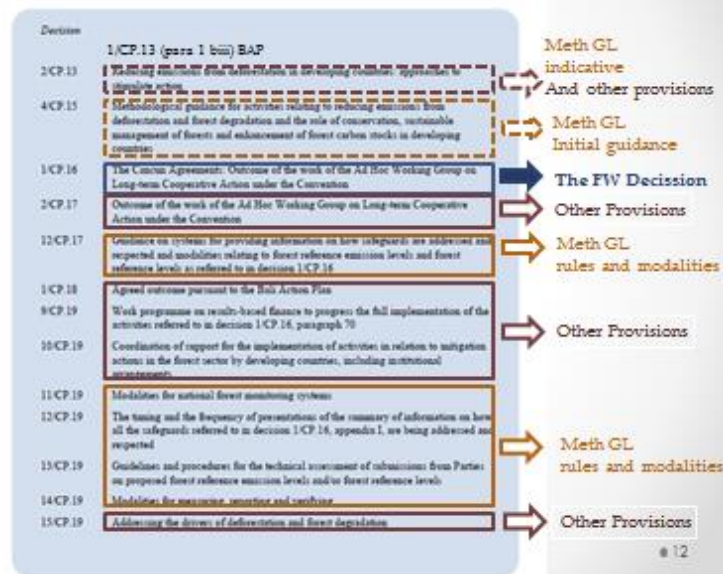 Decision
1/CP.13 (para 1 biii) BAP
2/CP.13 Reducing emissions from deforestation in developing countries: approaches to
stimulate action
4/CP.15 Methodological guidance for activities relating to reducing emissions from
deforestation and forest degradation and the role of conservation, sustainable
management of forests and enhancement of forest carbon stocks in developing
countries
1/CP.16 The Cancun Agreements: Outcome of the work of the Ad Hoc Working Group on
Long-term Cooperative Action under the Convention
2/CP.17 Outcome of the work of the Ad Hoc Working Group on Long-term Cooperative
Action under the Convention
12/CP.17 Guidance on systems for providing information on how safeguards are addressed and
respected and modalities relating to forest reference emission levels and forest
reference levels as referred to in decision 1/CP.16
1/CP.18 Agreed outcome pursuant to the Bali Action Plan
9/CP.19 Work programme on results-based finance to progress the full implementation of the
activities referred to in decision 1/CP.16, paragraph 70
10/CP.19 Coordination of support for the implementation of activities in relation to mitigation
actions in the forest sector by developing countries, including institutional
arrangements
11/CP.19 Modalities for national forest monitoring systems
12/CP.19 The timing and the frequency of presentations of the summary of information on how
all the safeguards referred to in decision 1/CP.16, appendix I, are being addressed and
respected
13/CP.19 Guidelines and procedures for the technical assessment of submissions from Parties
on proposed forest reference emission levels and/or forest reference levels
14/CP.19 Modalities for measuring, reporting and verifying
15/CP.19 Addressing the drivers of deforestation and forest degradation
Meth GL
indicative
And other provisions
Meth GL
Initial guidance
The FW Decission
Other Provisions
Meth GL
rules and modalities
Other Provisions
Meth GL
rules and modalities
Other Provisions
12